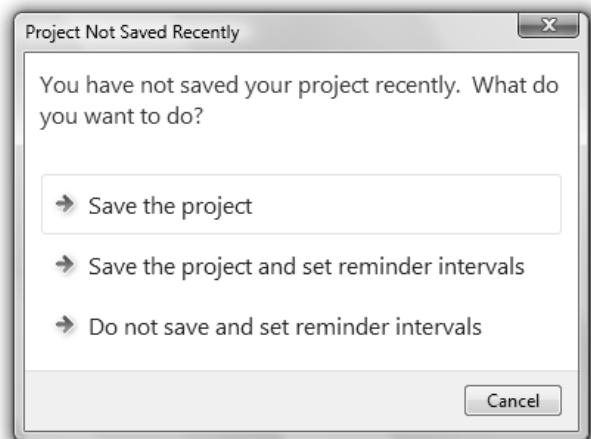 Project Not Saved Recently
You have not saved your project recently.  What do
you want to do?
Save the project
Save the project and set reminder intervals
Do not save and set reminder intervals
Cancel